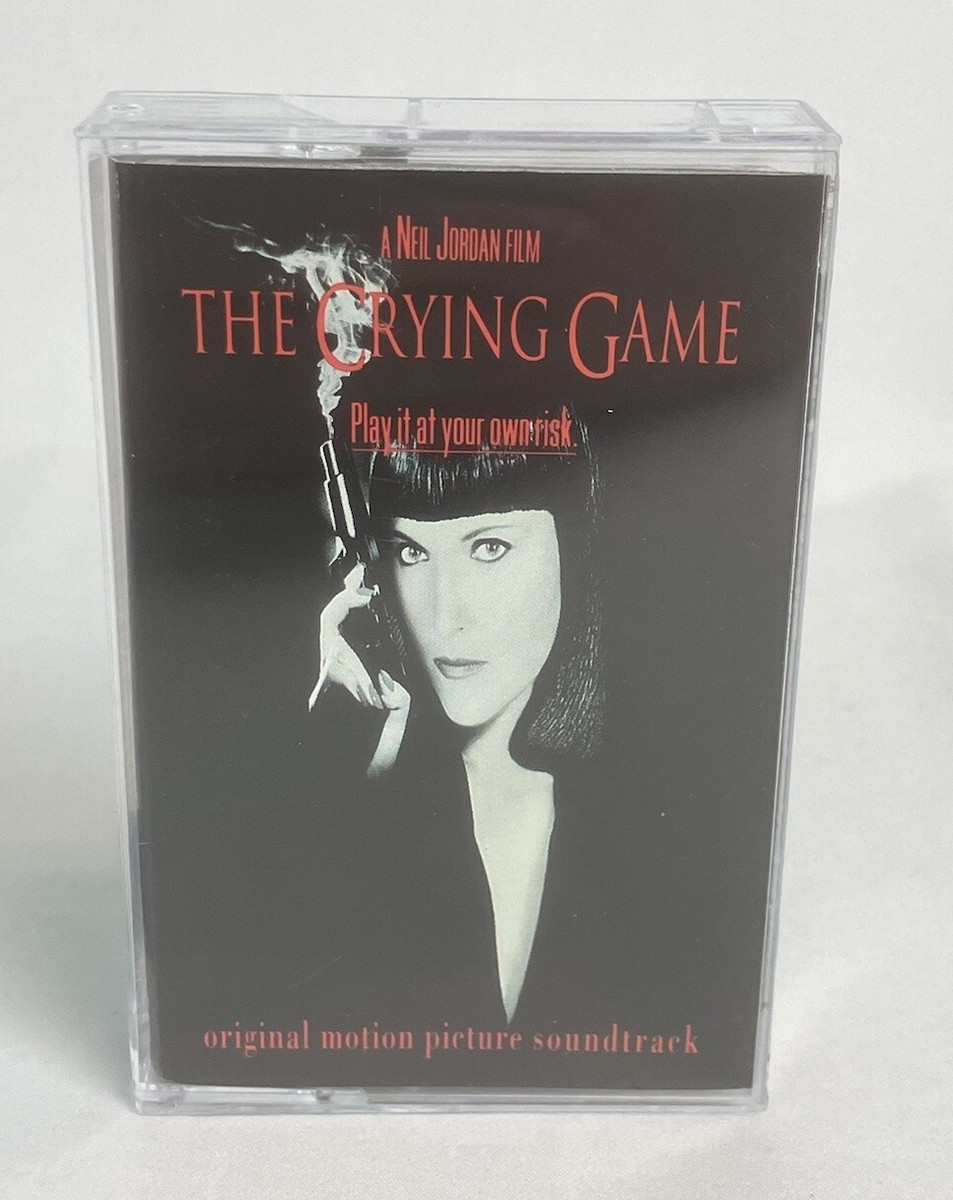 A NEIL JORDAN FILM
THE CRYING GAME
Play it at your own risk.
original motion picture soundtrack